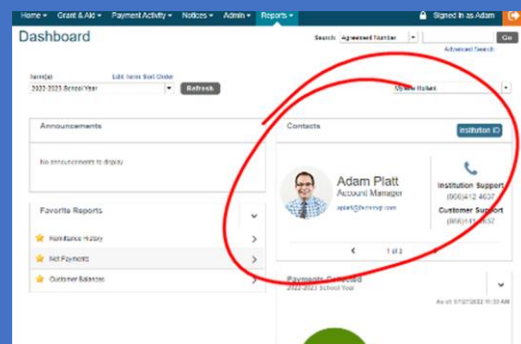 Home Grant & Aid Payment Activity Notices Admin Reports Signed in as Adam
Dashboard
Search: Agreement Number Go
Advanced Search
Term(s) Edit Term Sort Order
2022-2023 School Year Refresh
Announcements
No announcements to display
Contacts Institution ID
Adam Platt
Account Manager
Institution Support
Customer Support
1 of 3
Favorite Reports
Remittance History
Net Payments
Customer Balances
Payments Collected
2022-2023 School Year